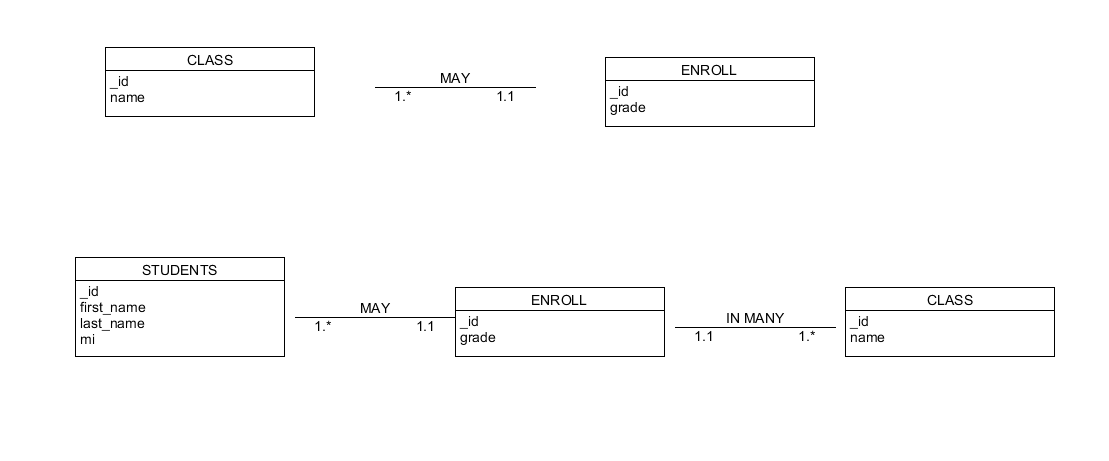 CLASS
_id
name
MAY
1.*
1.1
ENROLL
_id
grade
STUDENTS
_id
first_name
last_name
mi
MAY
1.*
1.1
ENROLL
_id
grade
IN MANY
1.1
1.*
CLASS
_id
name